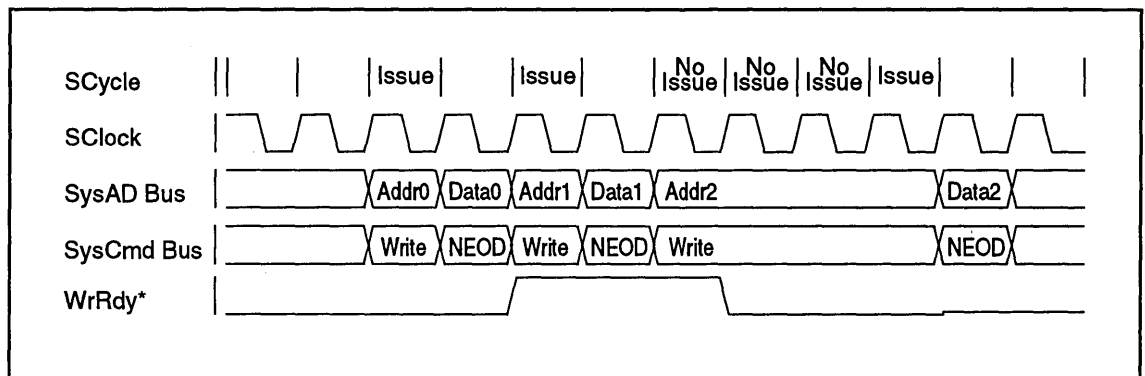 SCycle Issue Issue No Issue No Issue No Issue Issue
SClock
SysAD Bus Addr0 Data0 Addr1 Data1 Addr2 Data2
SysCmd Bus Write NEOD Write NEOD Write NEOD
WrRdy*